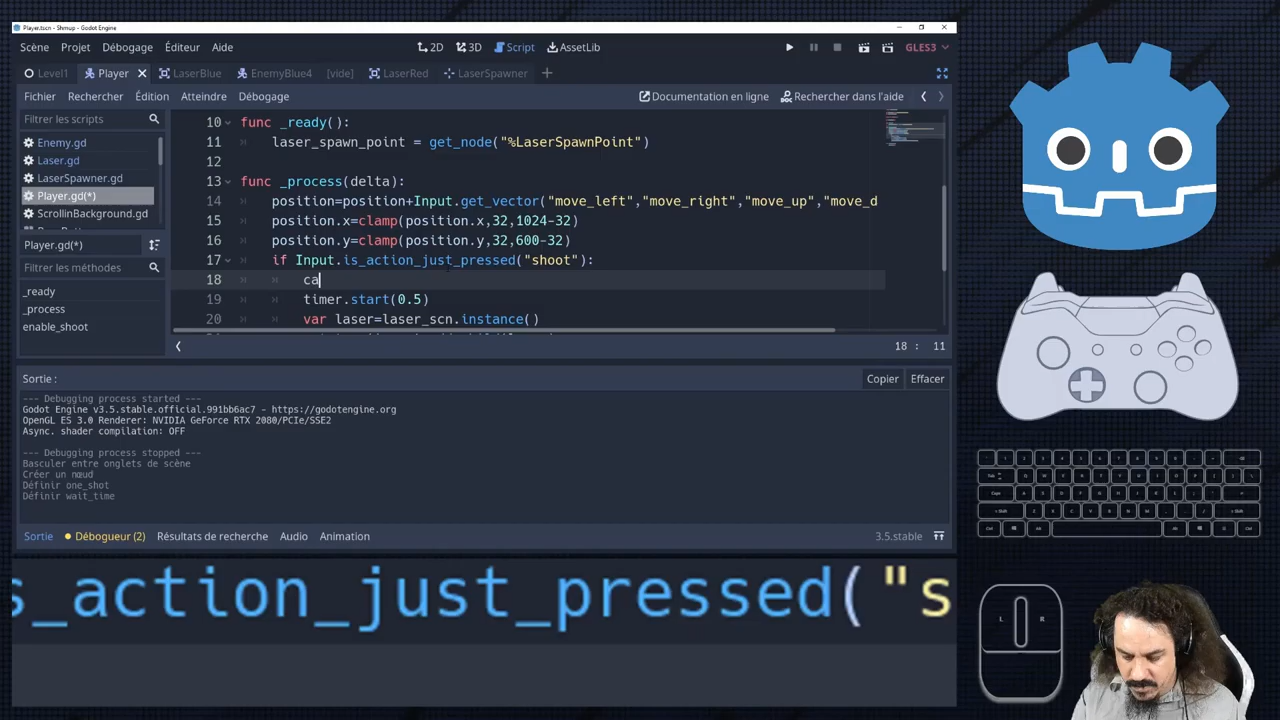 Player.tscn - Shmup - Godot Engine
Scène Projet Débogage Éditeur Aide
2D 3D Script AssetLib
GLES3
Level1 Player LaserBlue EnemyBlue4 [vide] LaserRed LaserSpawner
Fichier Rechercher Édition Atteindre Débogage
Documentation en ligne Rechercher dans l'aide
Filtrer les scripts
Enemy.gd
Laser.gd
LaserSpawner.gd
Player.gd(*)
ScrollinBackground.gd
Player.gd(*)
Filtrer les méthodes
_ready
_process
enable_shoot
10 func _ready():
11 laser_spawn_point = get_node("%LaserSpawnPoint")
12
13 func _process(delta):
14 position=position+Input.get_vector("move_left","move_right","move_up","move_d
15 position.x=clamp(position.x,32,1024-32)
16 position.y=clamp(position.y,32,600-32)
17 if Input.is_action_just_pressed("shoot"):
18 ca
19 timer.start(0.5)
20 var laser=laser_scn.instance()
18 : 11
Sortie :
Copier Effacer
--- Debugging process started ---
Godot Engine v3.5.stable.official.991bb6ac7 - https://godotengine.org
OpenGL ES 3.0 Renderer: NVIDIA GeForce RTX 2080/PCIe/SSE2
Async. shader compilation: OFF
--- Debugging process stopped ---
Basculer entre onglets de scène
Créer un nœud
Définir one_shot
Définir wait_time
Sortie Débogueur (2) Résultats de recherche Audio Animation
3.5.stable
s_action_just_pressed("s
L R